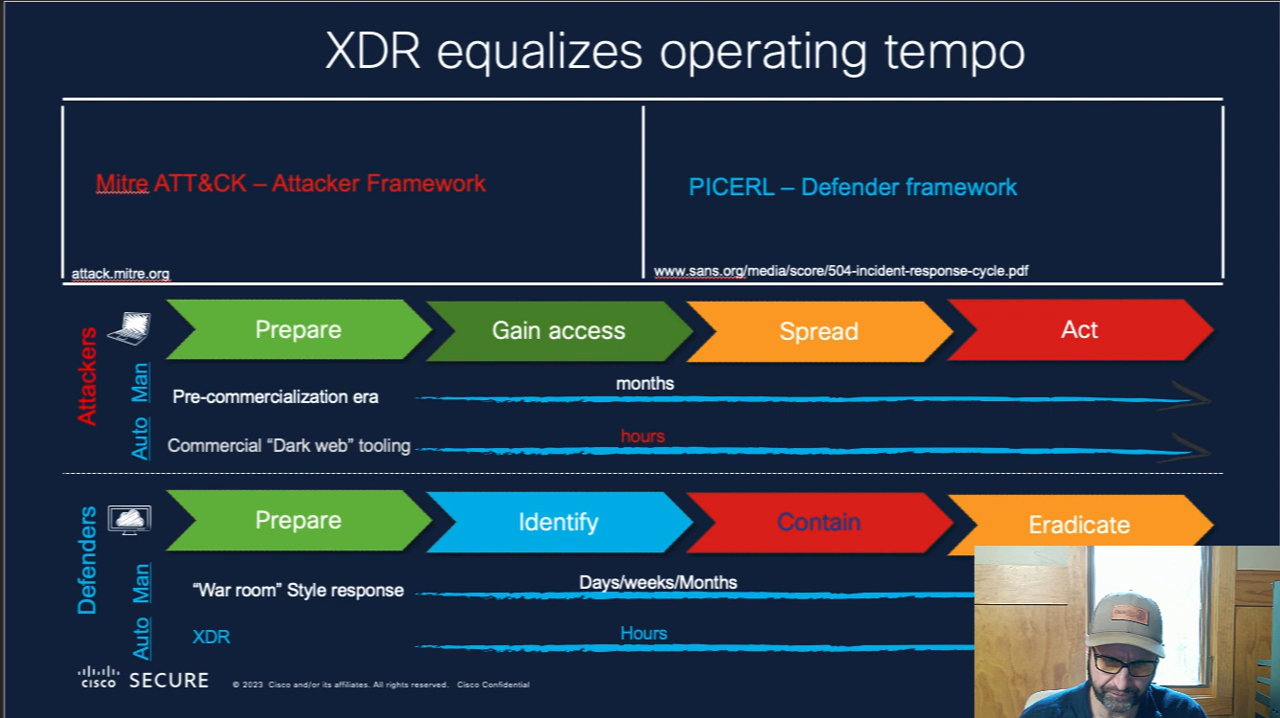 XDR equalizes operating tempo
Mitre ATT&CK – Attacker Framework
attack.mitre.org
PICERL – Defender framework
www.sans.org/media/score/504-incident-response-cycle.pdf
Attackers
Man
Auto
Prepare
Gain access
Spread
Act
Pre-commercialization era
months
Commercial “Dark web” tooling
hours
Defenders
Man
Auto
Prepare
Identify
Contain
Eradicate
“War room” Style response
Days/weeks/Months
XDR
Hours
CISCO SECURE
© 2023 Cisco and/or its affiliates. All rights reserved. Cisco Confidential